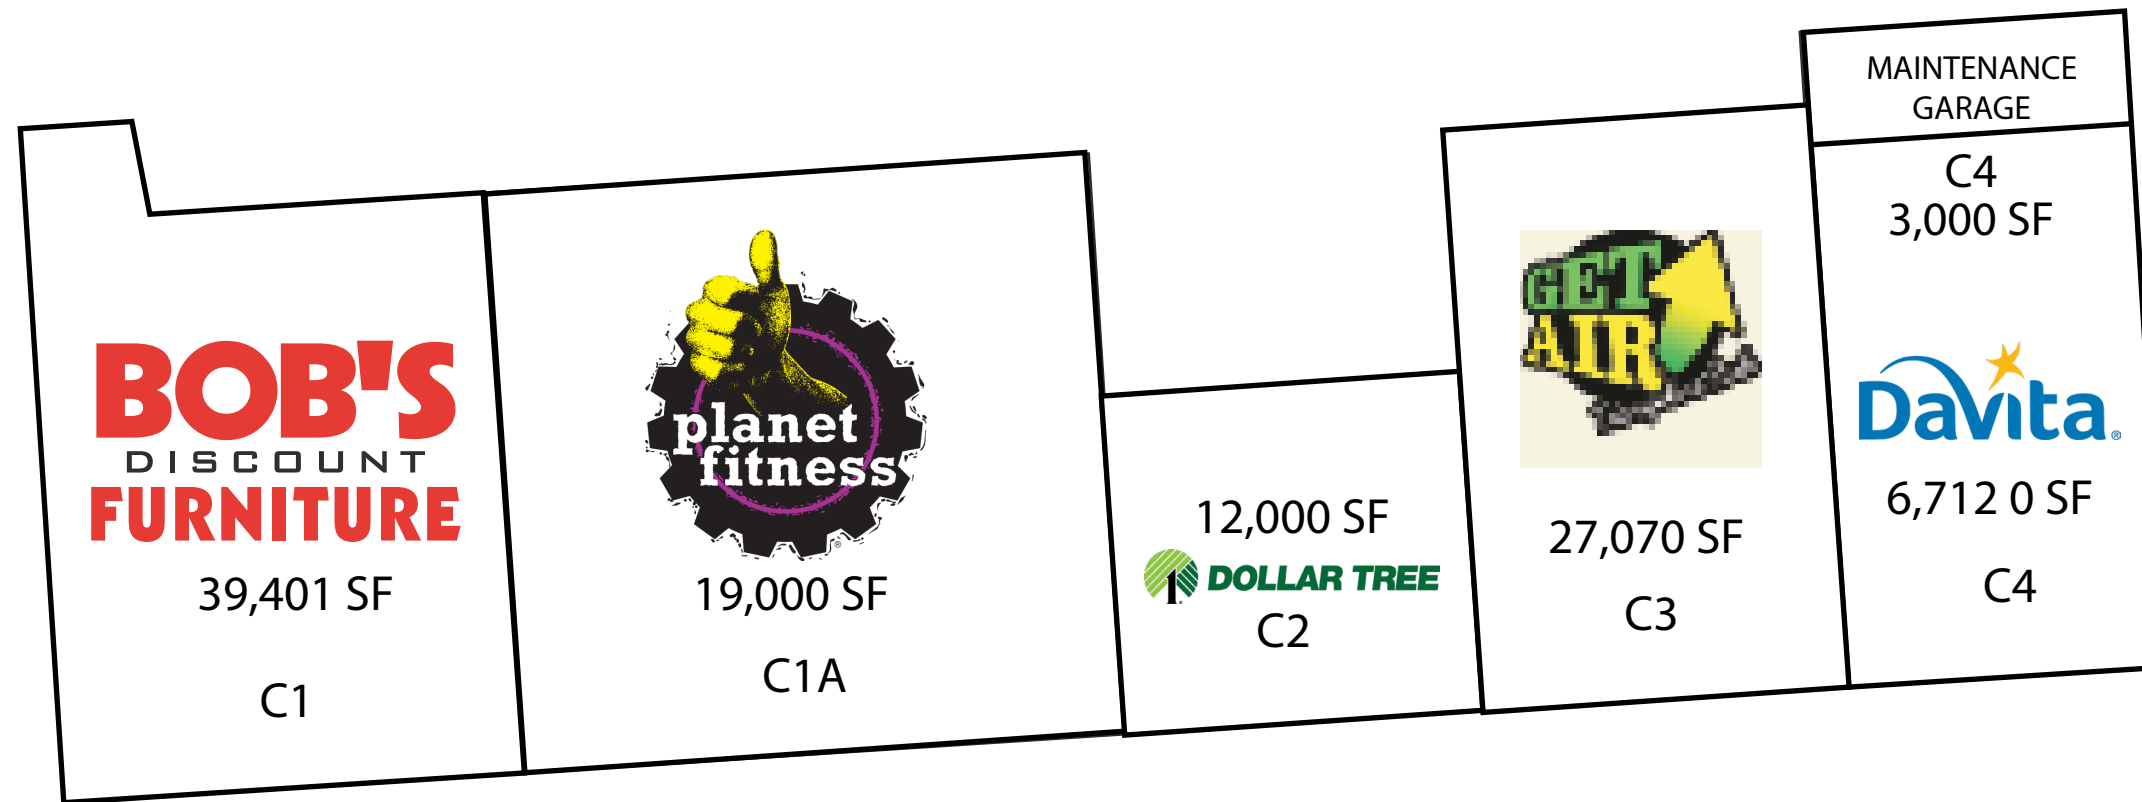 BOB'S
DISCOUNT
FURNITURE
39,401 SF
C1
planet
fitness
®
19,000 SF
C1A
12,000 SF
1
DOLLAR TREE
C2
GET
AIR
27,070 SF
C3
MAINTENANCE
GARAGE
C4
3,000 SF
DaVita®
6,712 0 SF
C4